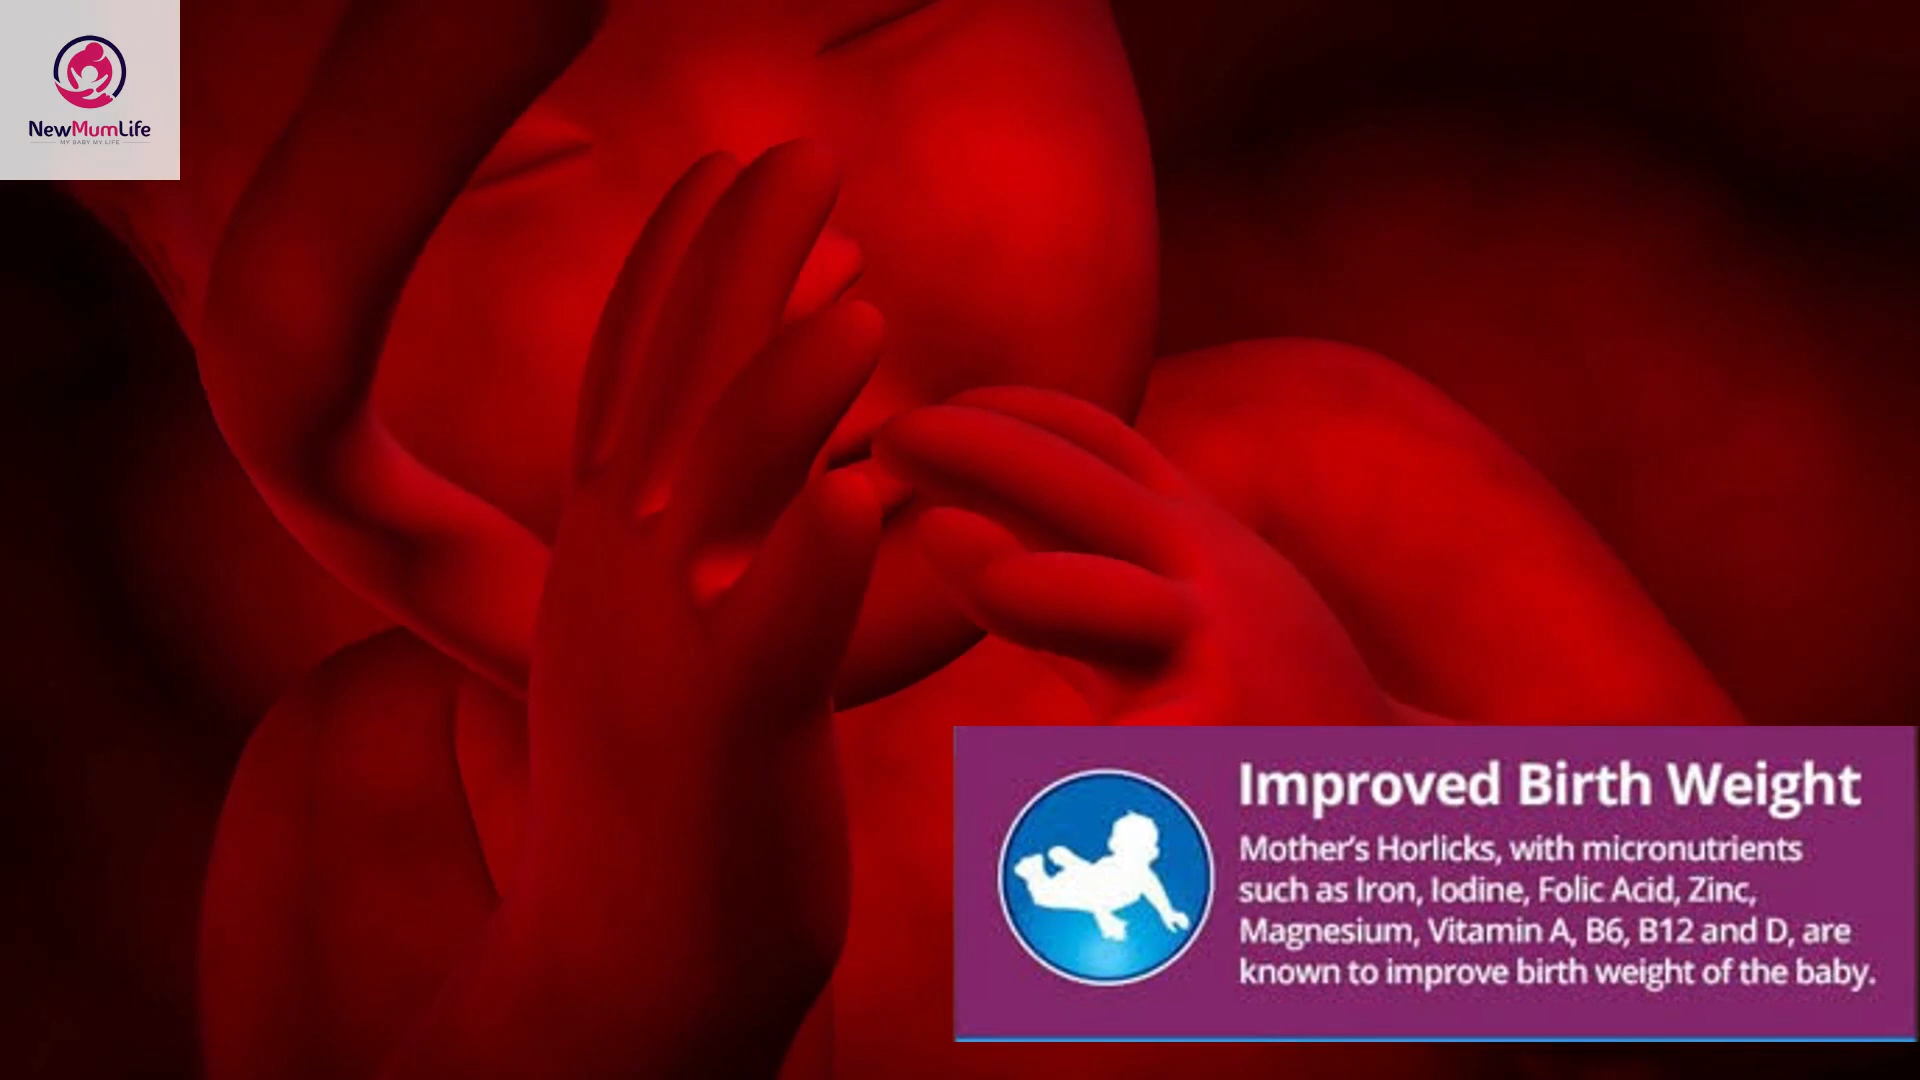 NewMumLife
MY BABY MY LIFE
Improved Birth Weight
Mother's Horlicks, with micronutrients
such as Iron, Iodine, Folic Acid, Zinc,
Magnesium, Vitamin A, B6, B12 and D, are
known to improve birth weight of the baby.